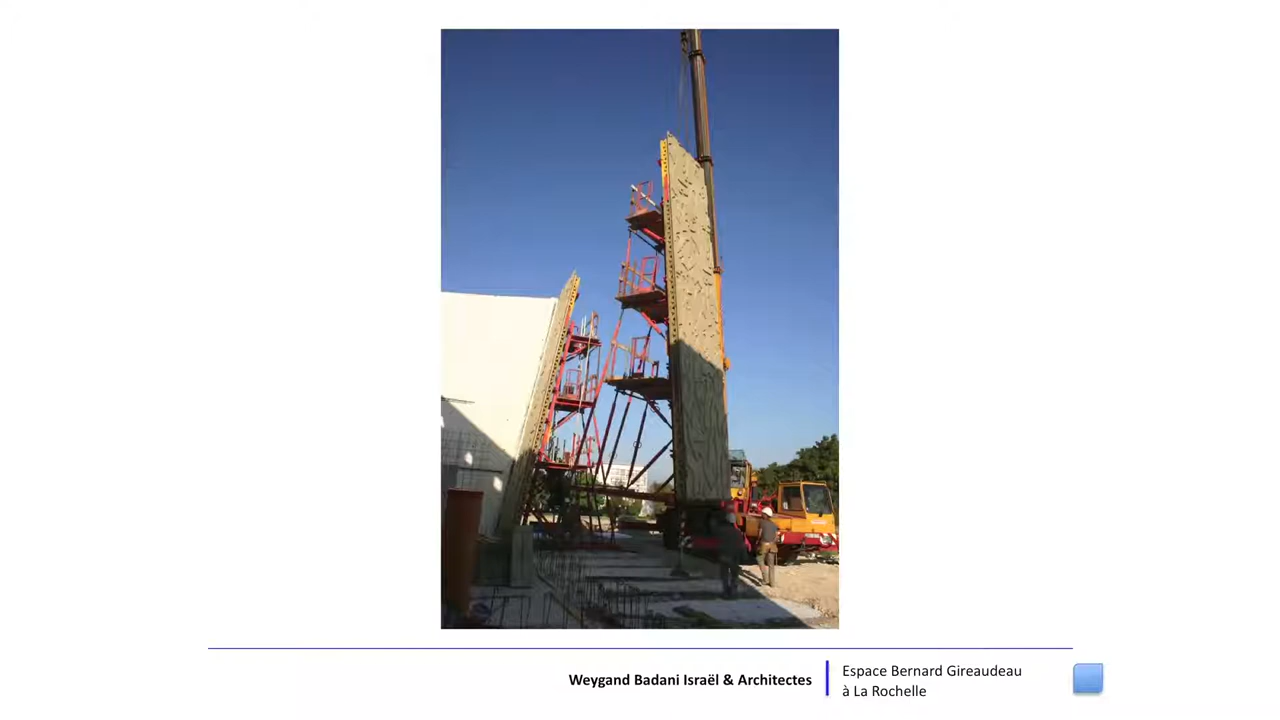 Weygand Badani Israël & Architectes
Espace Bernard Gireaudeau
à La Rochelle